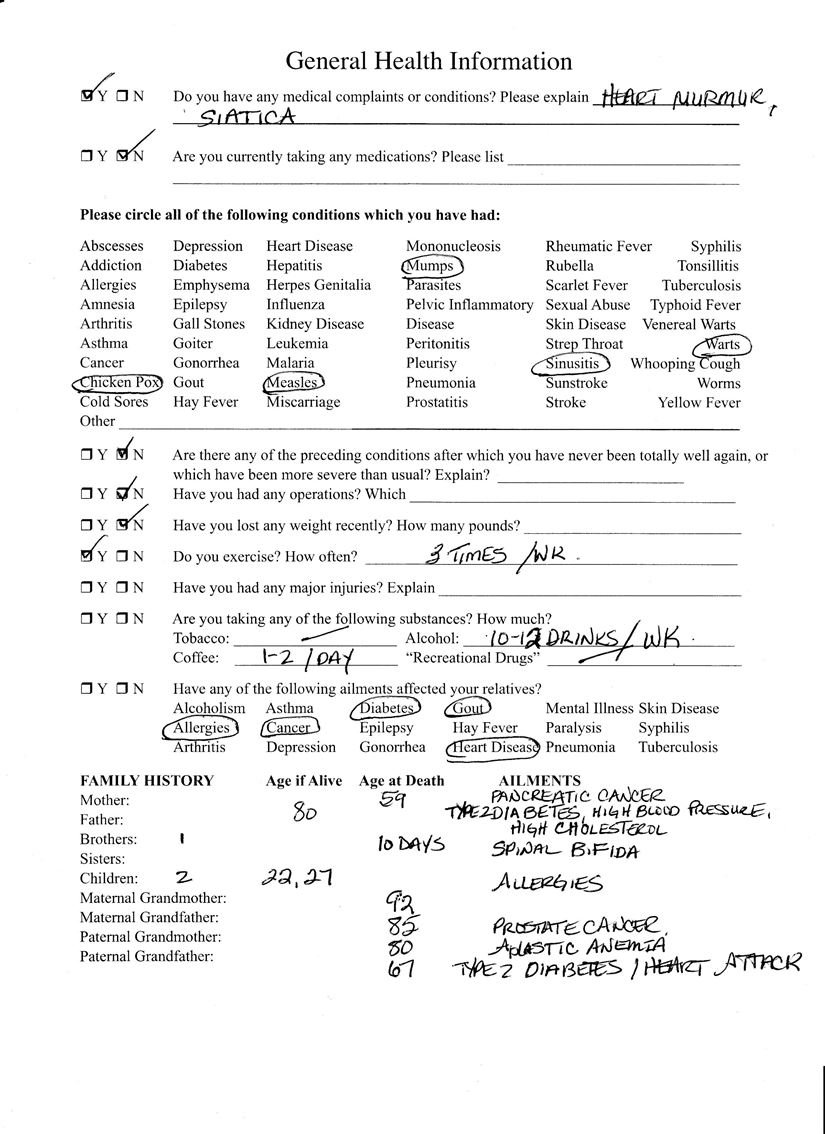 General Health Information
Y N Do you have any medical complaints or conditions? Please explain HEART MURMUR,
SIATICA
Y N Are you currently taking any medications? Please list
Please circle all of the following conditions which you have had:
Abscesses Depression Heart Disease Mononucleosis Rheumatic Fever Syphilis
Addiction Diabetes Hepatitis Mumps Rubella Tonsillitis
Allergies Emphysema Herpes Genitalia Parasites Scarlet Fever Tuberculosis
Amnesia Epilepsy Influenza Pelvic Inflammatory Sexual Abuse Typhoid Fever
Arthritis Gall Stones Kidney Disease Disease Skin Disease Venereal Warts
Asthma Goiter Leukemia Peritonitis Strep Throat Warts
Cancer Gonorrhea Malaria Pleurisy Sinusitis Whooping Cough
Chicken Pox Gout Measles Pneumonia Sunstroke Worms
Cold Sores Hay Fever Miscarriage Prostatitis Stroke Yellow Fever
Other
Y N Are there any of the preceding conditions after which you have never been totally well again, or
which have been more severe than usual? Explain?
Y N Have you had any operations? Which
Y N Have you lost any weight recently? How many pounds?
Y N Do you exercise? How often? 3 TIMES /WK
Y N Have you had any major injuries? Explain
Y N Are you taking any of the following substances? How much?
Tobacco: Alcohol: 10-12 DRINKS/WK
Coffee: 1-2 /DAY "Recreational Drugs"
Y N Have any of the following ailments affected your relatives?
Alcoholism Asthma Diabetes Gout Mental Illness Skin Disease
Allergies Cancer Epilepsy Hay Fever Paralysis Syphilis
Arthritis Depression Gonorrhea Heart Disease Pneumonia Tuberculosis
FAMILY HISTORY Age if Alive Age at Death AILMENTS
Mother: 59 PANCREATIC CANCER
Father: 80 TYPE 2 DIABETES, HIGH BLOOD PRESSURE,
HIGH CHOLESTEROL
Brothers: 1 10 DAYS SPINAL BIFIDA
Sisters:
Children: 2 22, 27 ALLERGIES
Maternal Grandmother: 92
Maternal Grandfather: 85 PROSTATE CANCER,
Paternal Grandmother: 80 APLASTIC ANEMIA
Paternal Grandfather: 67 TYPE 2 DIABETES / HEART ATTACK